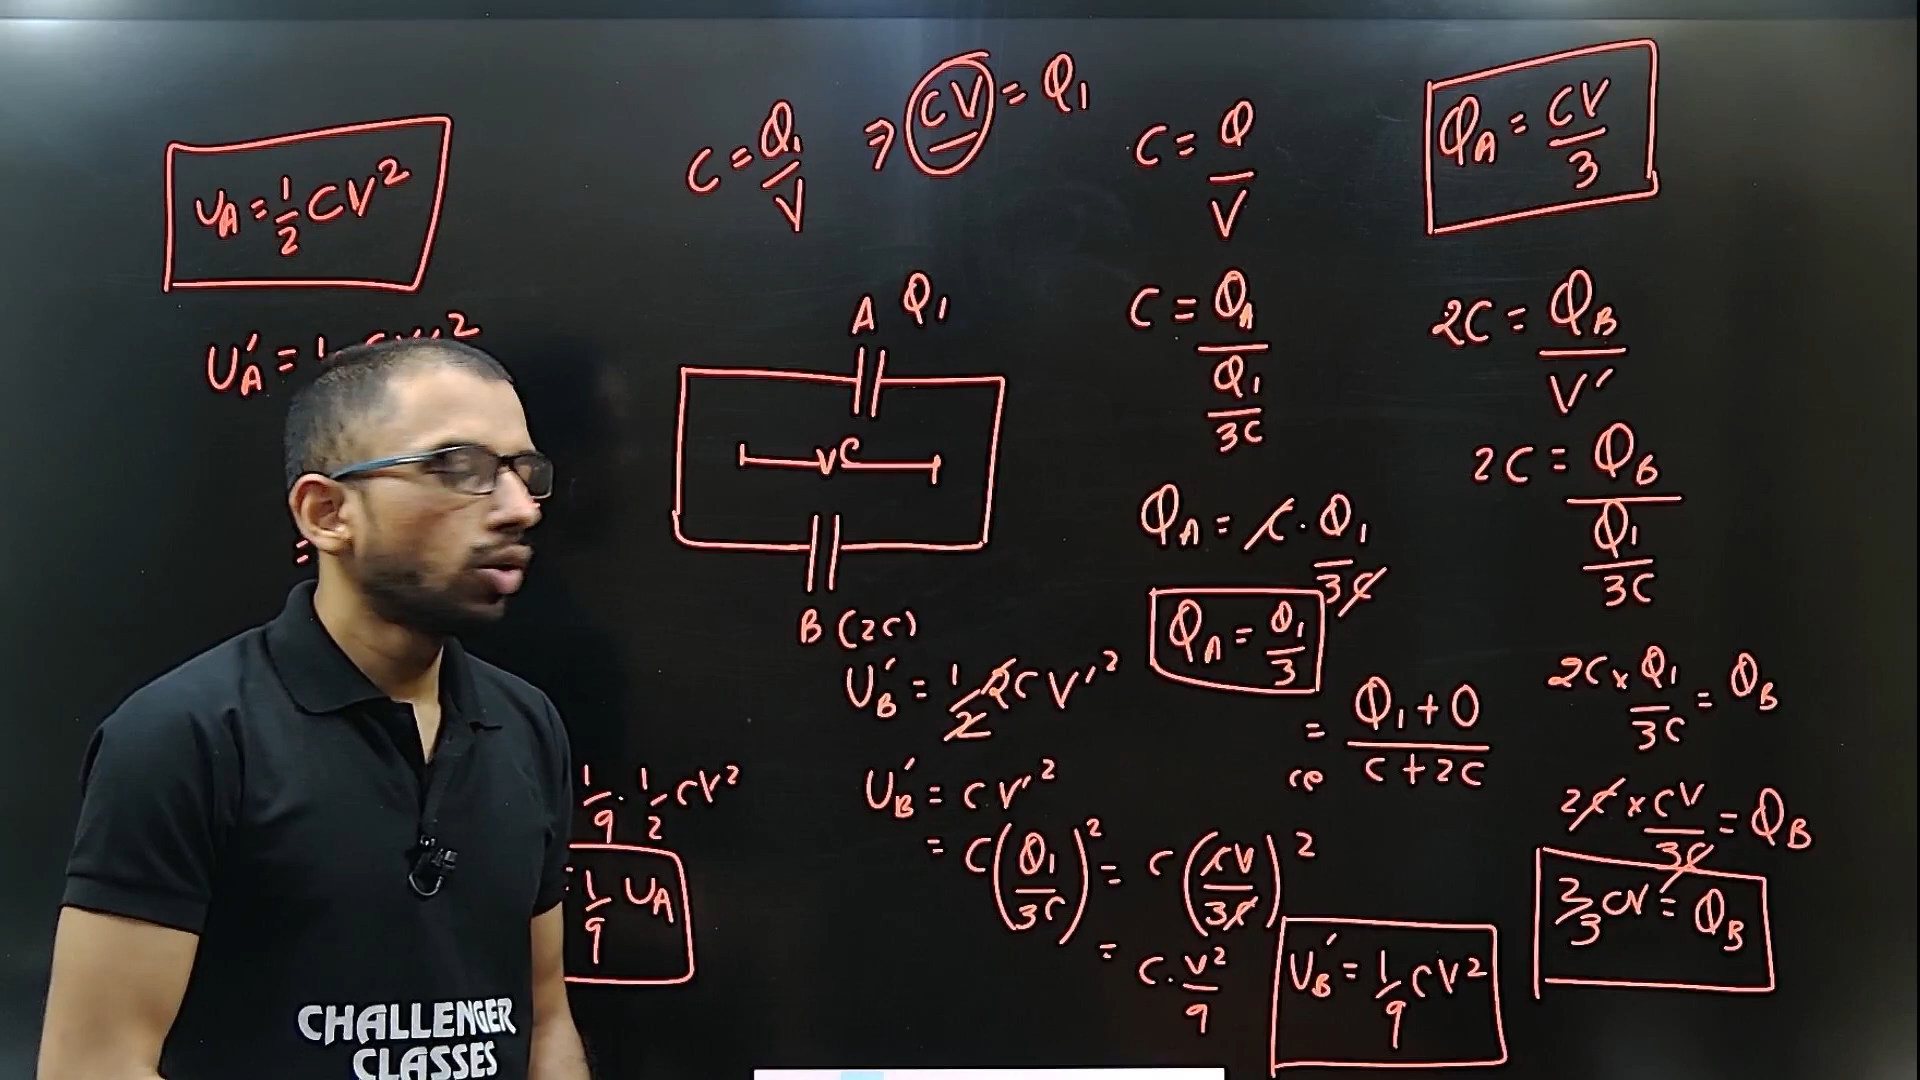 U_A = 1/2 CV²
U'_A = 1
=
1/9 · 1/2 CV²
= 1/9 U_A
C = Q₁/V ⇒ CV = Q₁
A Q₁
VC
B (2C)
U'_B = 1/2 2C V'²
U'_B = C V'²
= C (Q₁/3C)² = C (CV/3C)²
= C · V²/9
U'_B = 1/9 CV²
C = Q/V
C = Q_A / (Q₁/3C)
Q_A = C · Q₁/3C
Q_A = Q₁/3
= (Q₁ + 0)/(C + 2C)
Q_A = CV/3
2C = Q_B/V'
2C = Q_B / (Q₁/3C)
2C × Q₁/3C = Q_B
2C × CV/3C = Q_B
2/3 CV = Q_B
CHALLENGER
CLASSES